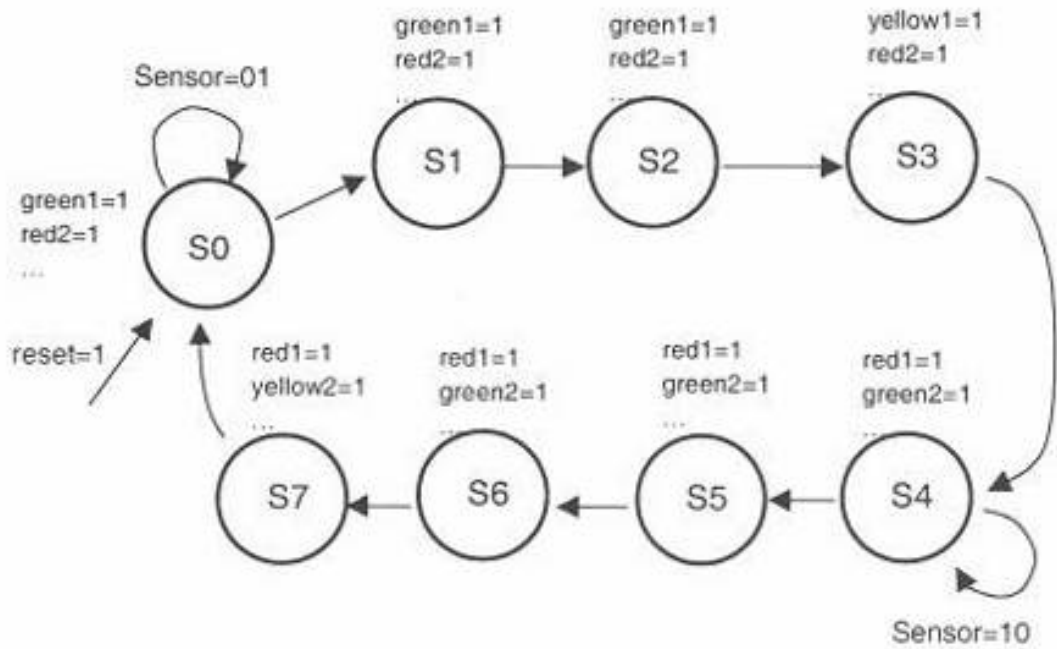 green1=1
red2=1
...
green1=1
red2=1
...
yellow1=1
red2=1
...
Sensor=01
S1
S2
S3
green1=1
red2=1
...
S0
reset=1
red1=1
yellow2=1
...
red1=1
green2=1
...
red1=1
green2=1
...
red1=1
green2=1
...
S7
S6
S5
S4
Sensor=10